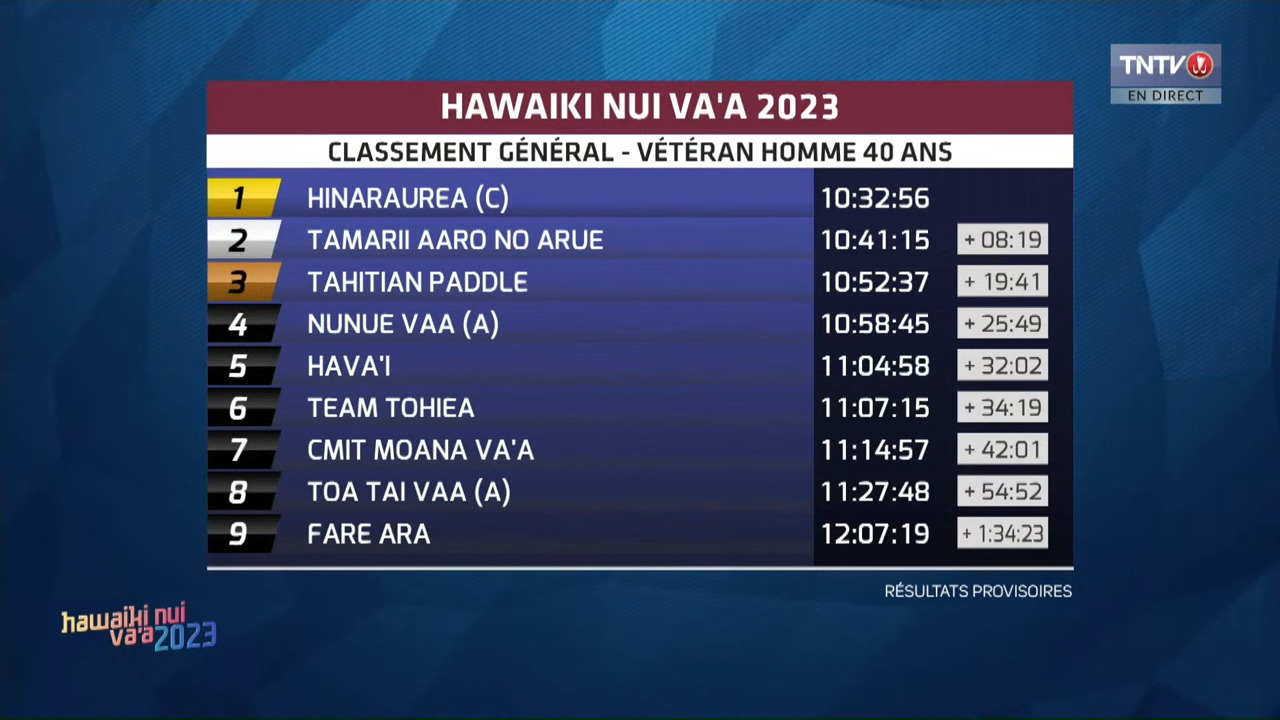 TNTV
EN DIRECT
HAWAIKI NUI VA'A 2023
CLASSEMENT GÉNÉRAL - VÉTÉRAN HOMME 40 ANS
1 HINARAUREA (C) 10:32:56
2 TAMARII AARO NO ARUE 10:41:15 + 08:19
3 TAHITIAN PADDLE 10:52:37 + 19:41
4 NUNUE VAA (A) 10:58:45 + 25:49
5 HAVA'I 11:04:58 + 32:02
6 TEAM TOHIEA 11:07:15 + 34:19
7 CMIT MOANA VA'A 11:14:57 + 42:01
8 TOA TAI VAA (A) 11:27:48 + 54:52
9 FARE ARA 12:07:19 + 1:34:23
RÉSULTATS PROVISOIRES
hawaiki nui
va'a 2023